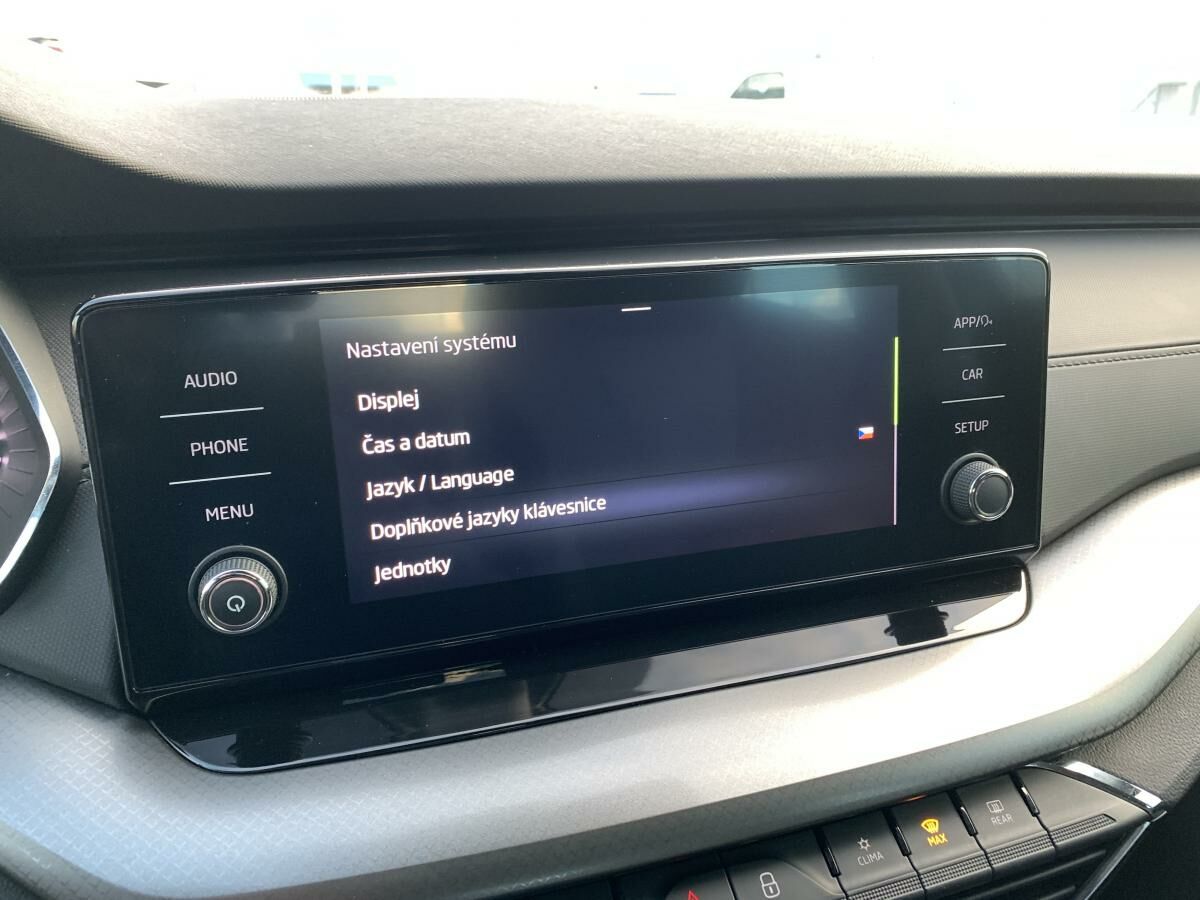 AUDIO
PHONE
MENU
Nastavení systému
Displej
Čas a datum
Jazyk / Language
Doplňkové jazyky klávesnice
Jednotky
APP/
CAR
SETUP
CLIMA
MAX
REAR